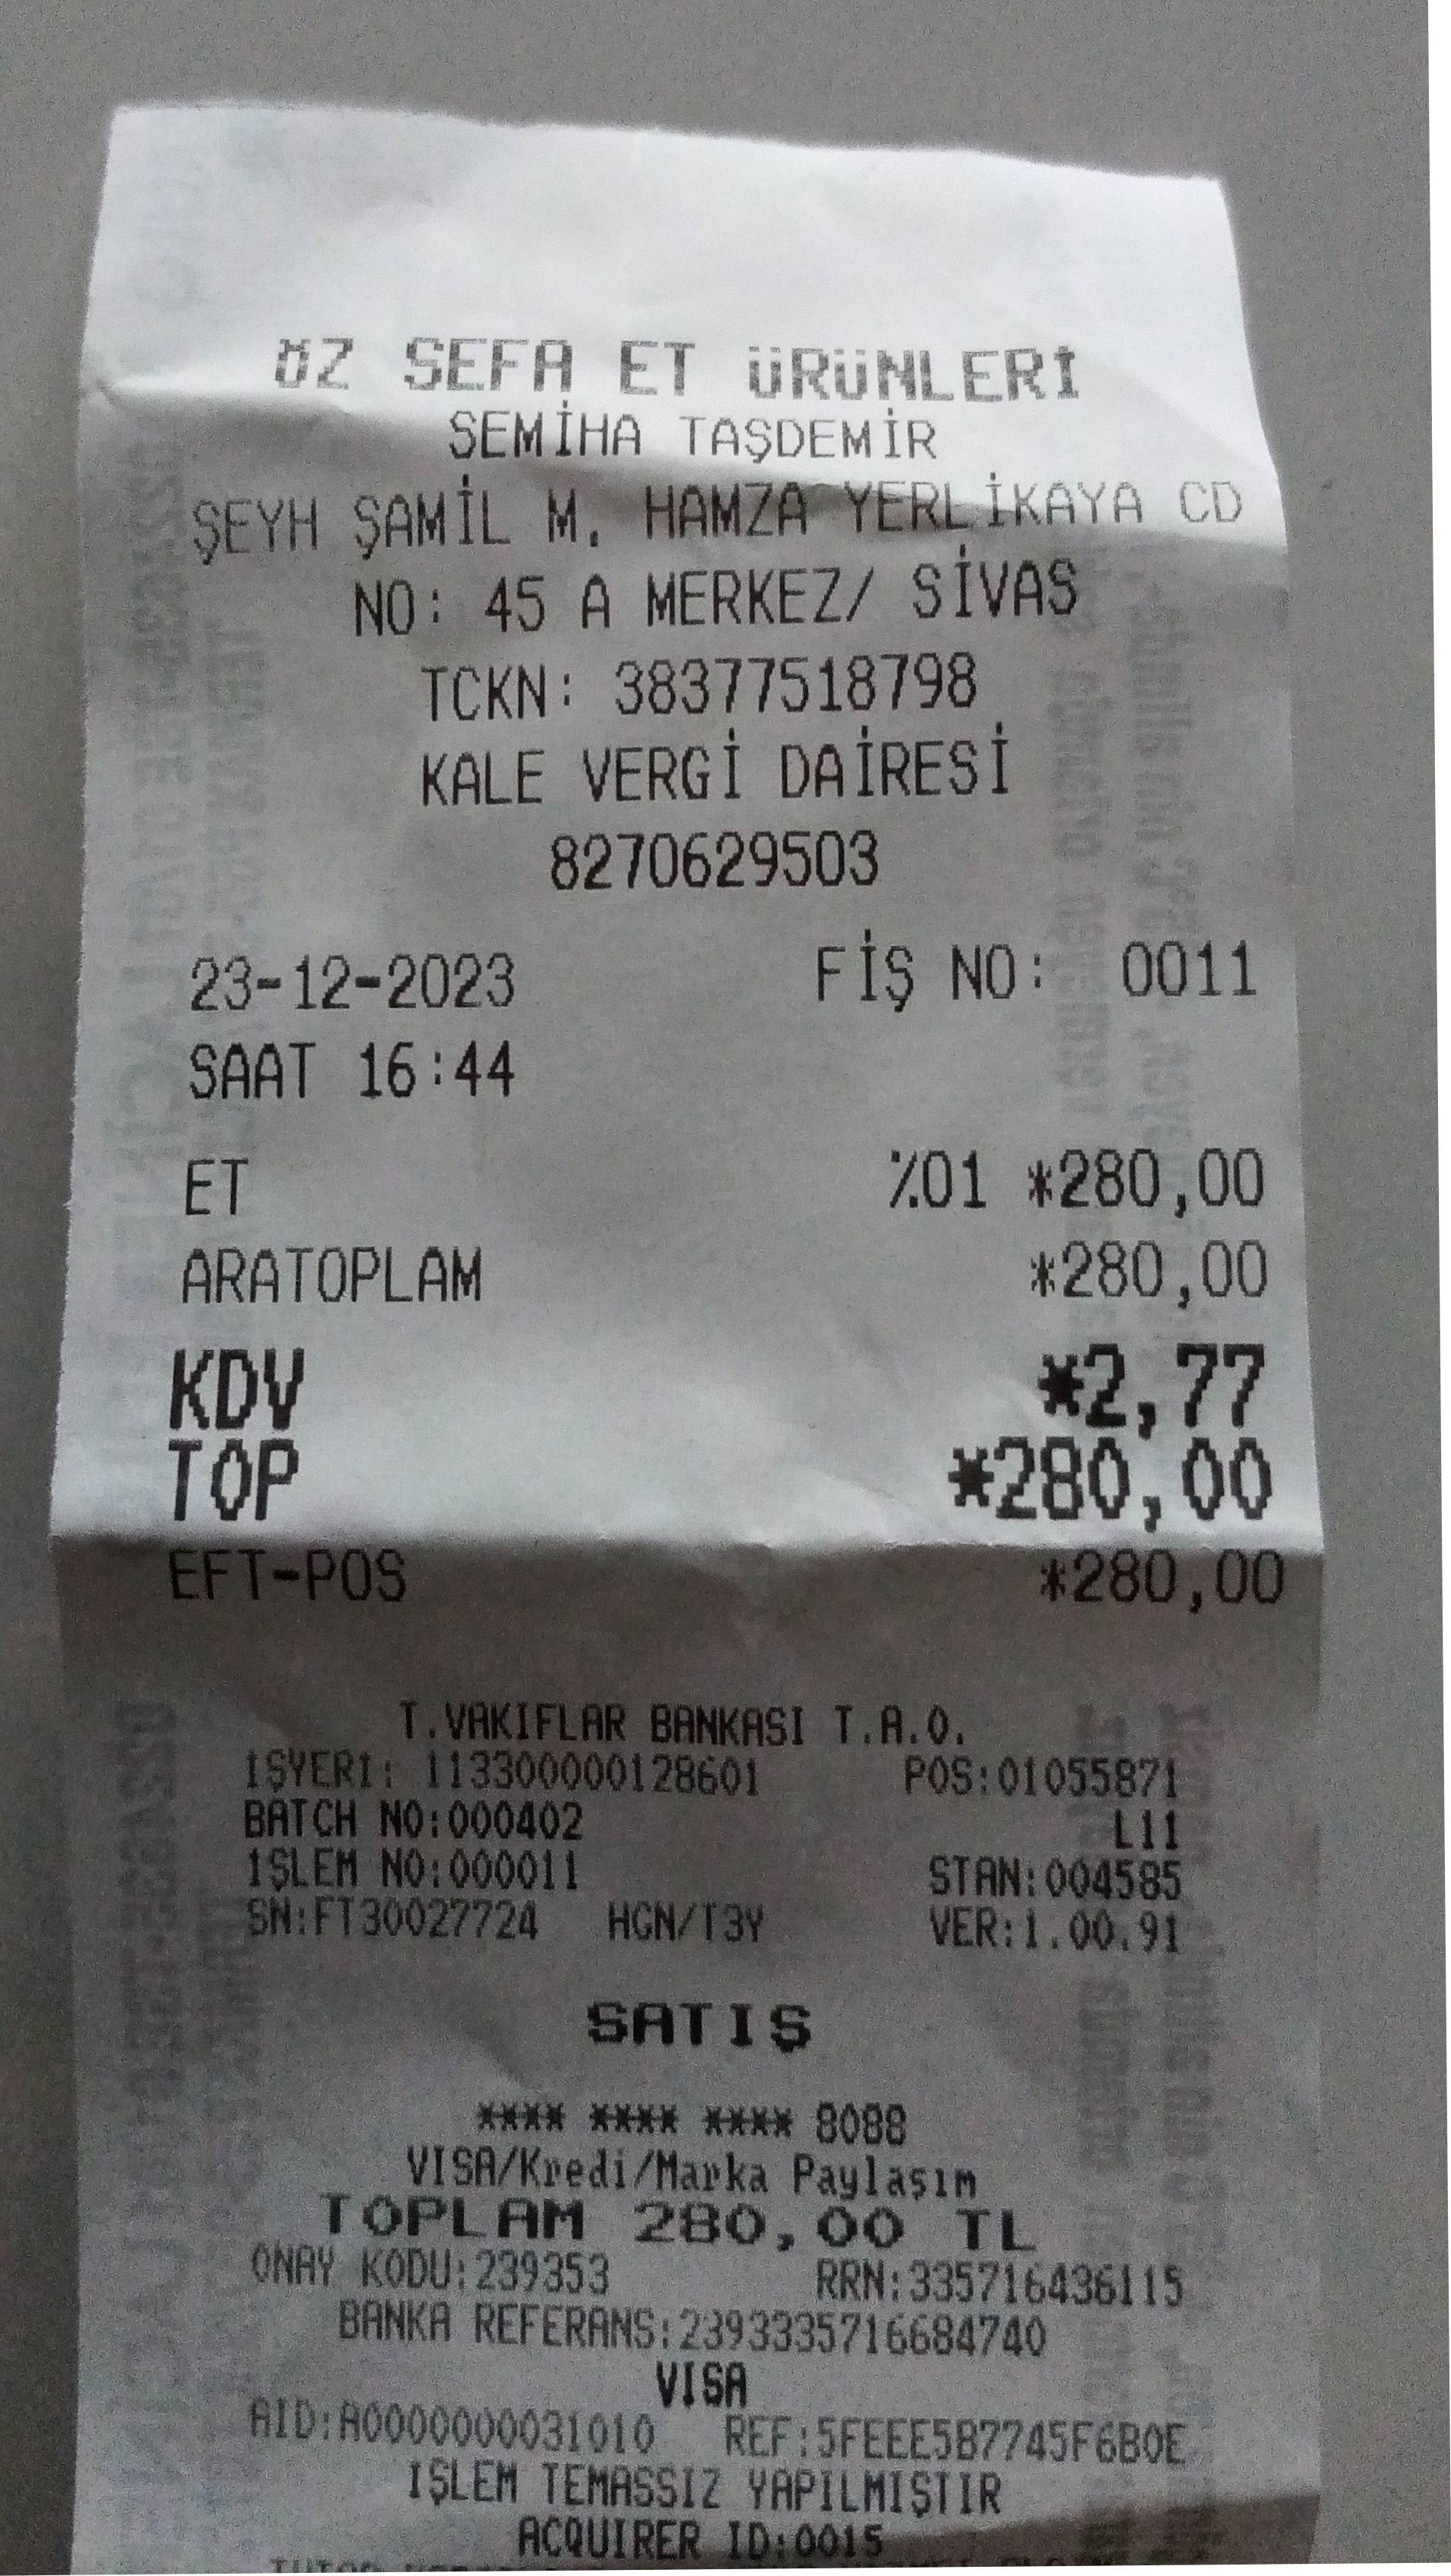 ÖZ SEFA ET ÜRÜNLERİ
SEMİHA TAŞDEMİR
ŞEYH ŞAMİL M. HAMZA YERLİKAYA CD
NO: 45 A MERKEZ/ SİVAS
TCKN: 38377518798
KALE VERGİ DAİRESİ
8270629503
23-12-2023 FİŞ NO: 0011
SAAT 16:44
ET %01 *280,00
ARATOPLAM *280,00
KDV *2,77
TOP *280,00
EFT-POS *280,00
T.VAKIFLAR BANKASI T.A.O.
IŞYERI: 113300000128601 POS:01055871
BATCH NO:000402 L11
IŞLEM NO:000011 STAN:004585
SN:FT30027724 HGN/T3Y VER:1.00.91
SATIŞ
**** **** **** 8088
VISA/Kredi/Marka Paylaşım
TOPLAM 280,00 TL
ONAY KODU:239353 RRN:335716436115
BANKA REFERANS:2393335716684740
VISA
AID:A0000000031010 REF:5FEEE5B7745F6B0E
IŞLEM TEMASSIZ YAPILMIŞTIR
ACQUIRER ID:0015